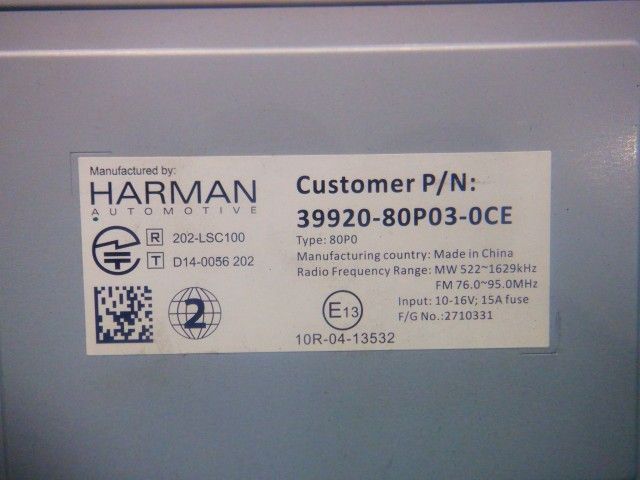 Manufactured by:
HARMAN
AUTOMOTIVE
R 202-LSC100
T D14-0056 202
2
Customer P/N:
39920-80P03-0CE
Type: 80P0
Manufacturing country: Made in China
Radio Frequency Range: MW 522~1629kHz
FM 76.0~95.0MHz
Input: 10-16V; 15A fuse
F/G No.:2710331
E13
10R-04-13532